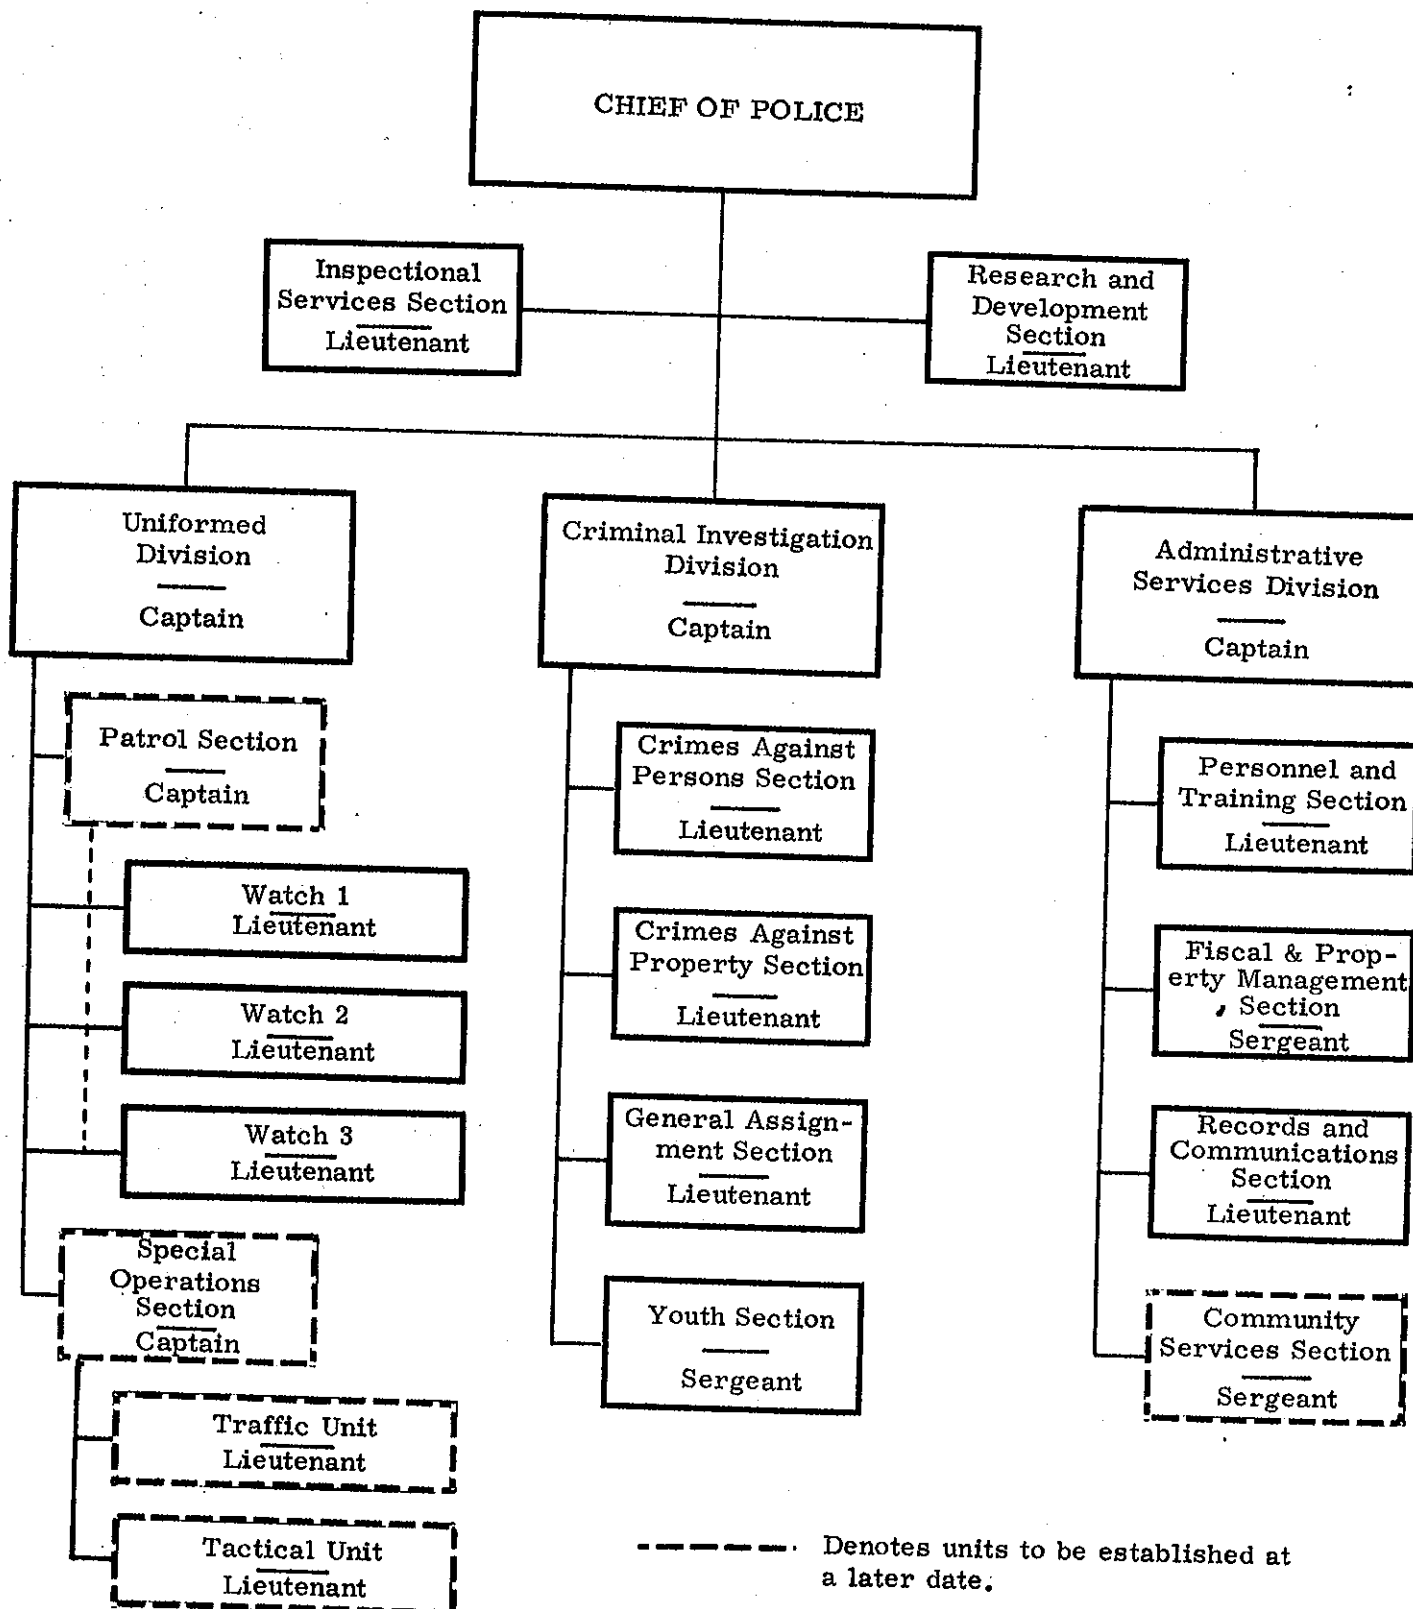 CHIEF OF POLICE
Inspectional
Services Section
Lieutenant
Research and
Development
Section
Lieutenant
Uniformed
Division
Captain
Criminal Investigation
Division
Captain
Administrative
Services Division
Captain
Patrol Section
Captain
Watch 1
Lieutenant
Watch 2
Lieutenant
Watch 3
Lieutenant
Special
Operations
Section
Captain
Traffic Unit
Lieutenant
Tactical Unit
Lieutenant
Crimes Against
Persons Section
Lieutenant
Crimes Against
Property Section
Lieutenant
General Assign-
ment Section
Lieutenant
Youth Section
Sergeant
Personnel and
Training Section
Lieutenant
Fiscal & Prop-
erty Management
Section
Sergeant
Records and
Communications
Section
Lieutenant
Community
Services Section
Sergeant
Denotes units to be established at
a later date.